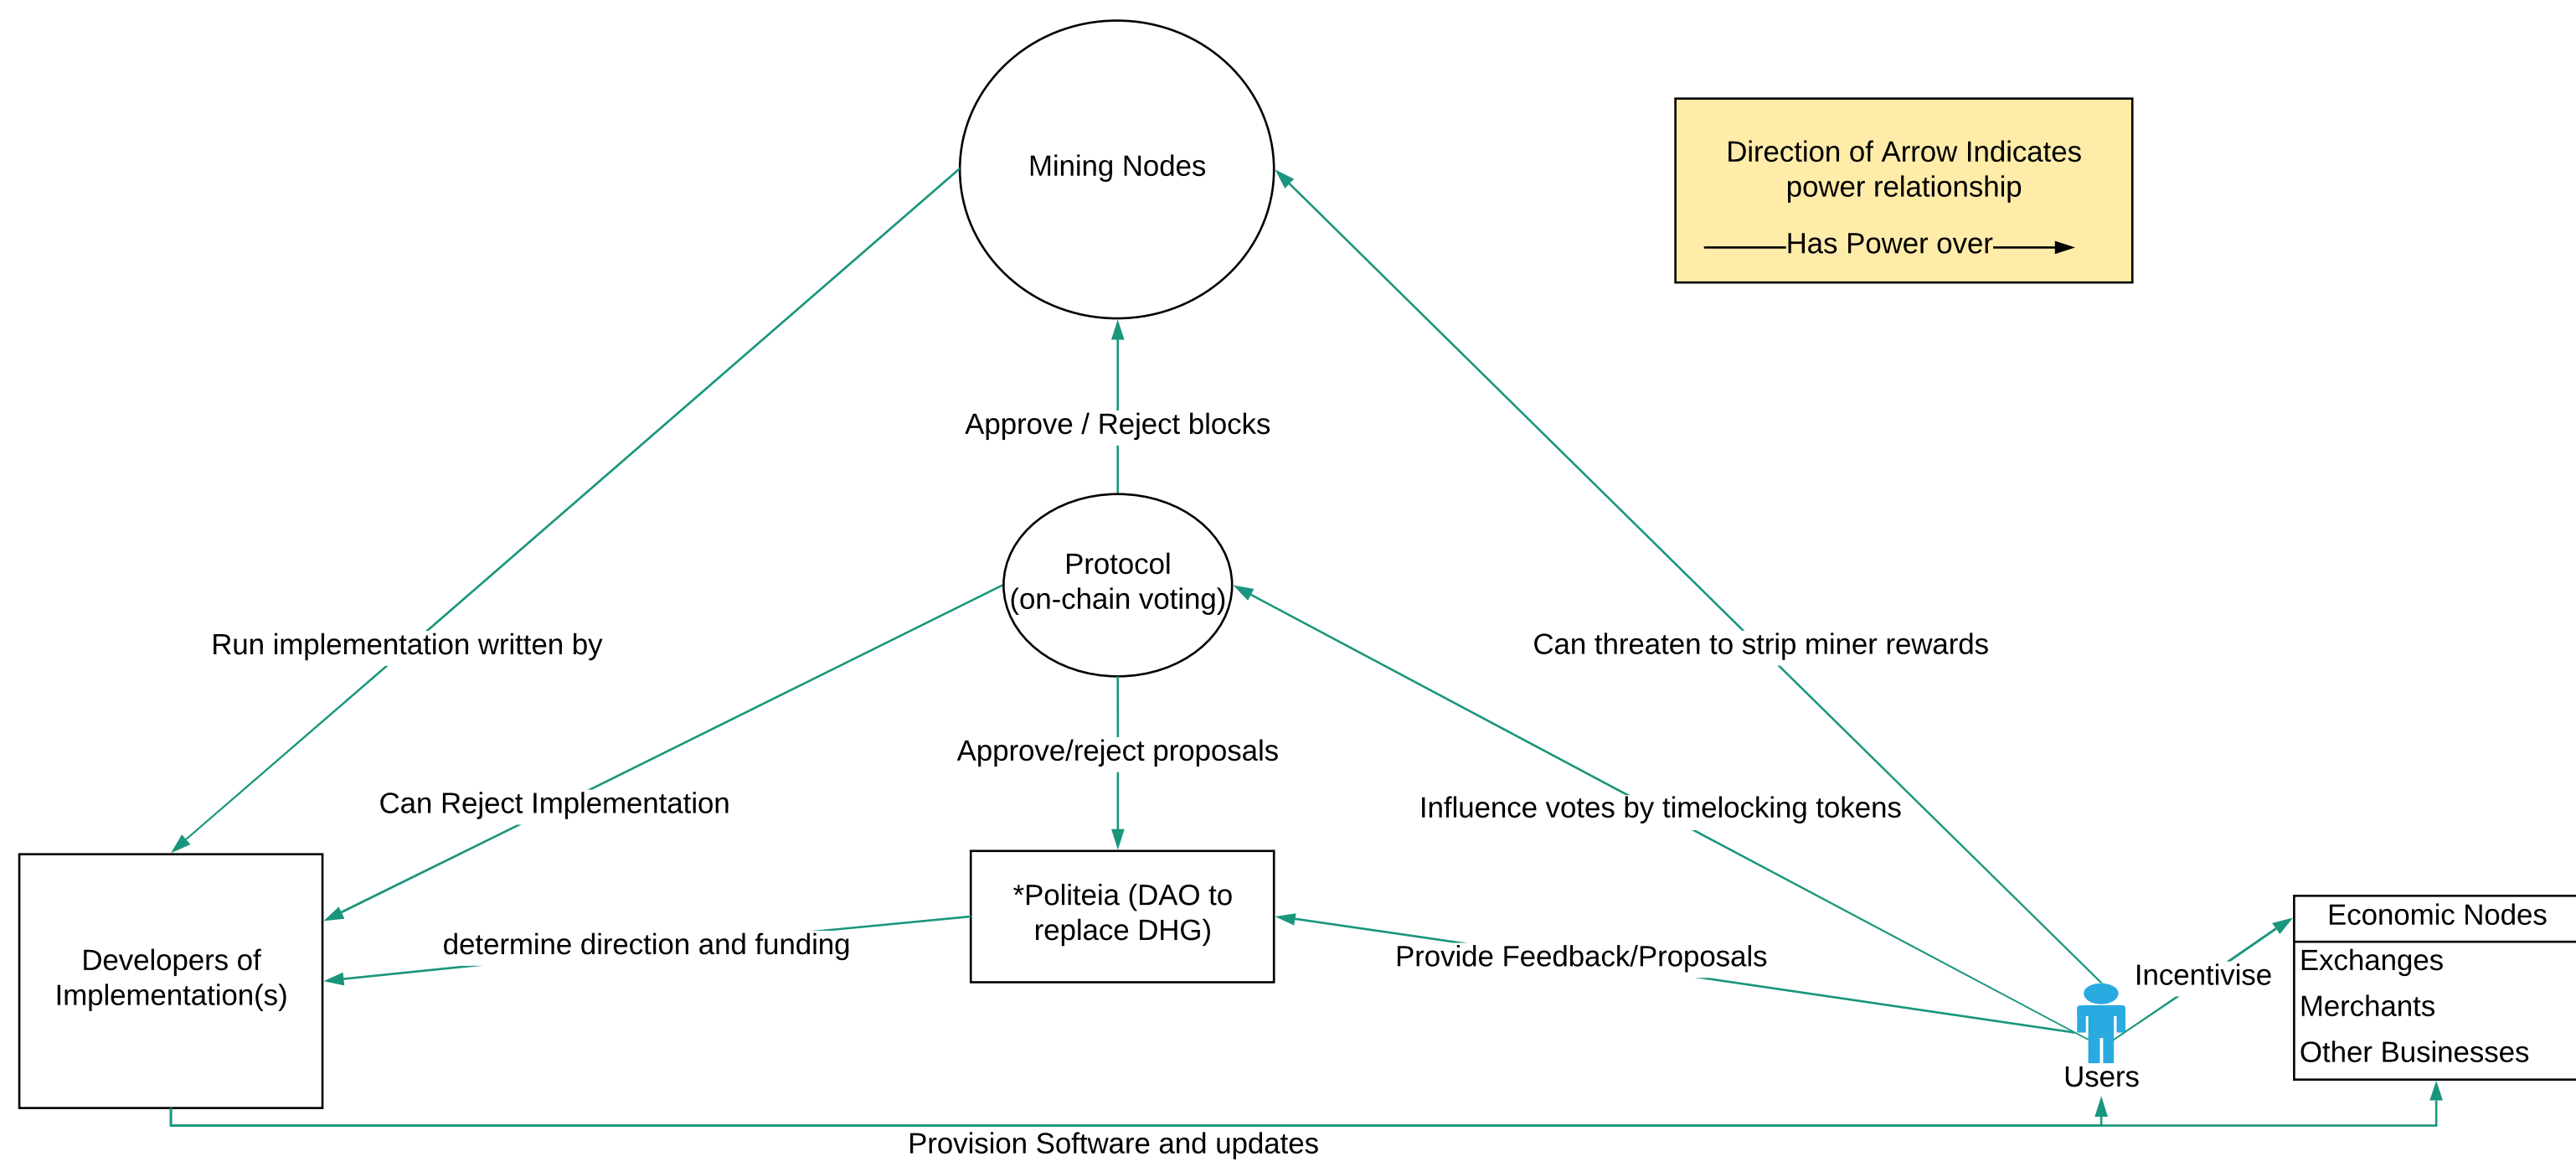 Mining Nodes
Direction of Arrow Indicates
power relationship
Has Power over
Approve / Reject blocks
Protocol
(on-chain voting)
Run implementation written by
Can threaten to strip miner rewards
Approve/reject proposals
Can Reject Implementation
Influence votes by timelocking tokens
*Politeia (DAO to
replace DHG)
determine direction and funding
Provide Feedback/Proposals
Developers of
Implementation(s)
Incentivise
Economic Nodes
Exchanges
Merchants
Other Businesses
Users
Provision Software and updates